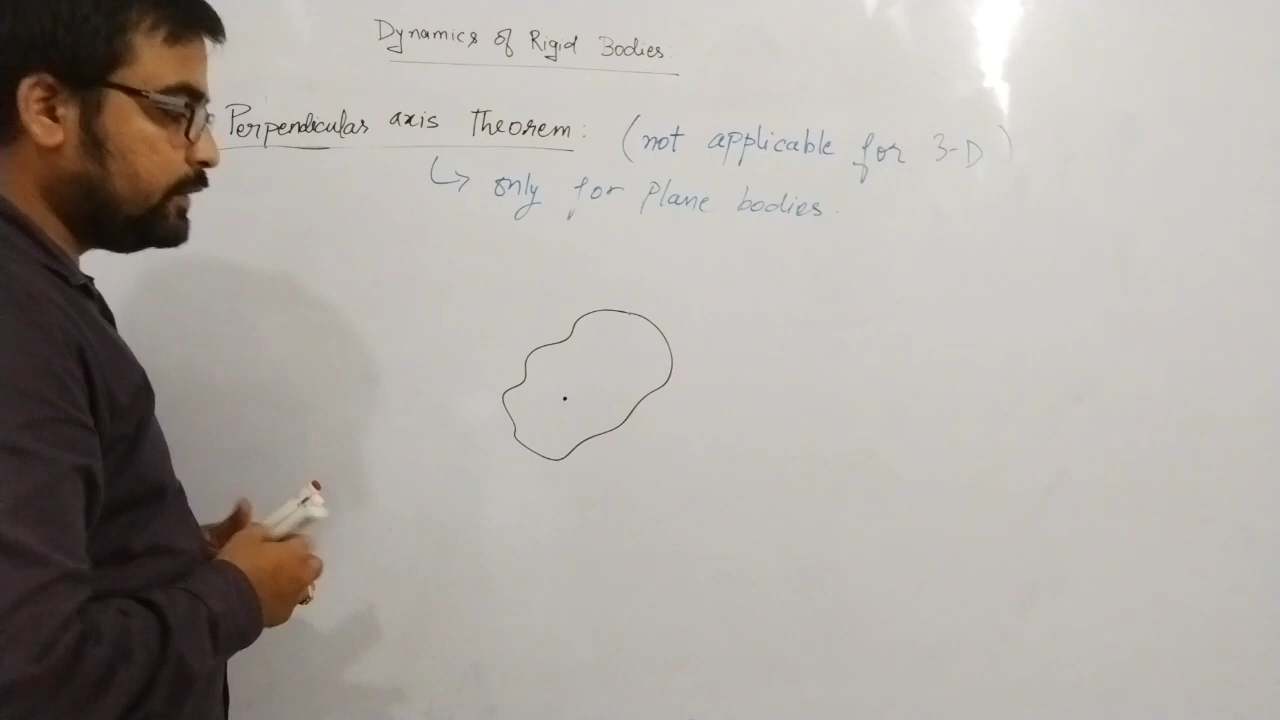 Dynamics of Rigid Bodies:
Perpendicular axis Theorem: (not applicable for 3-D)
↳ only for Plane bodies.